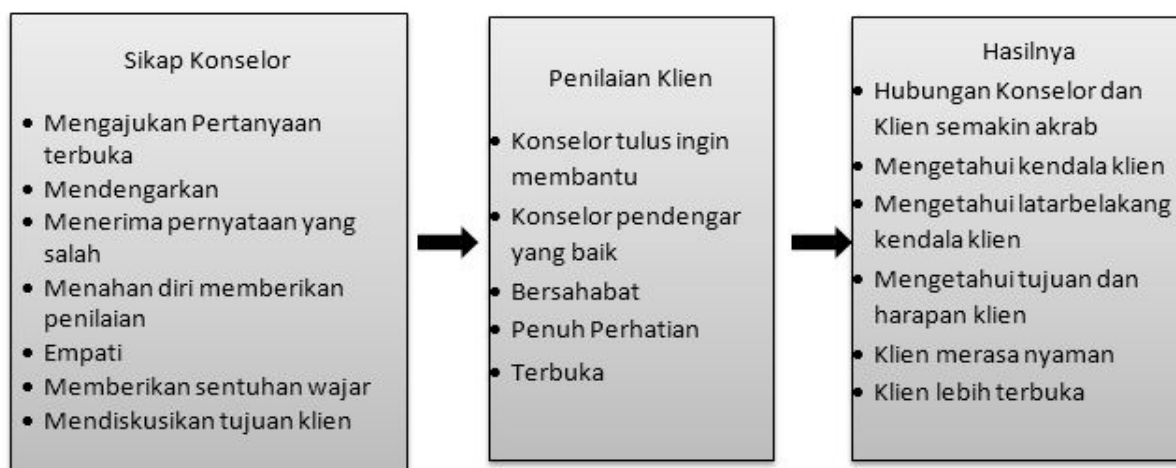 Sikap Konselor
• Mengajukan Pertanyaan
terbuka
• Mendengarkan
• Menerima pernyataan yang
salah
• Menahan diri memberikan
penilaian
• Empati
• Memberikan sentuhan wajar
• Mendiskusikan tujuan klien
Penilaian Klien
• Konselor tulus ingin
membantu
• Konselor pendengar
yang baik
• Bersahabat
• Penuh Perhatian
• Terbuka
Hasilnya
• Hubungan Konselor dan
Klien semakin akrab
• Mengetahui kendala klien
• Mengetahui latarbelakang
kendala klien
• Mengetahui tujuan dan
harapan klien
• Klien merasa nyaman
• Klien lebih terbuka